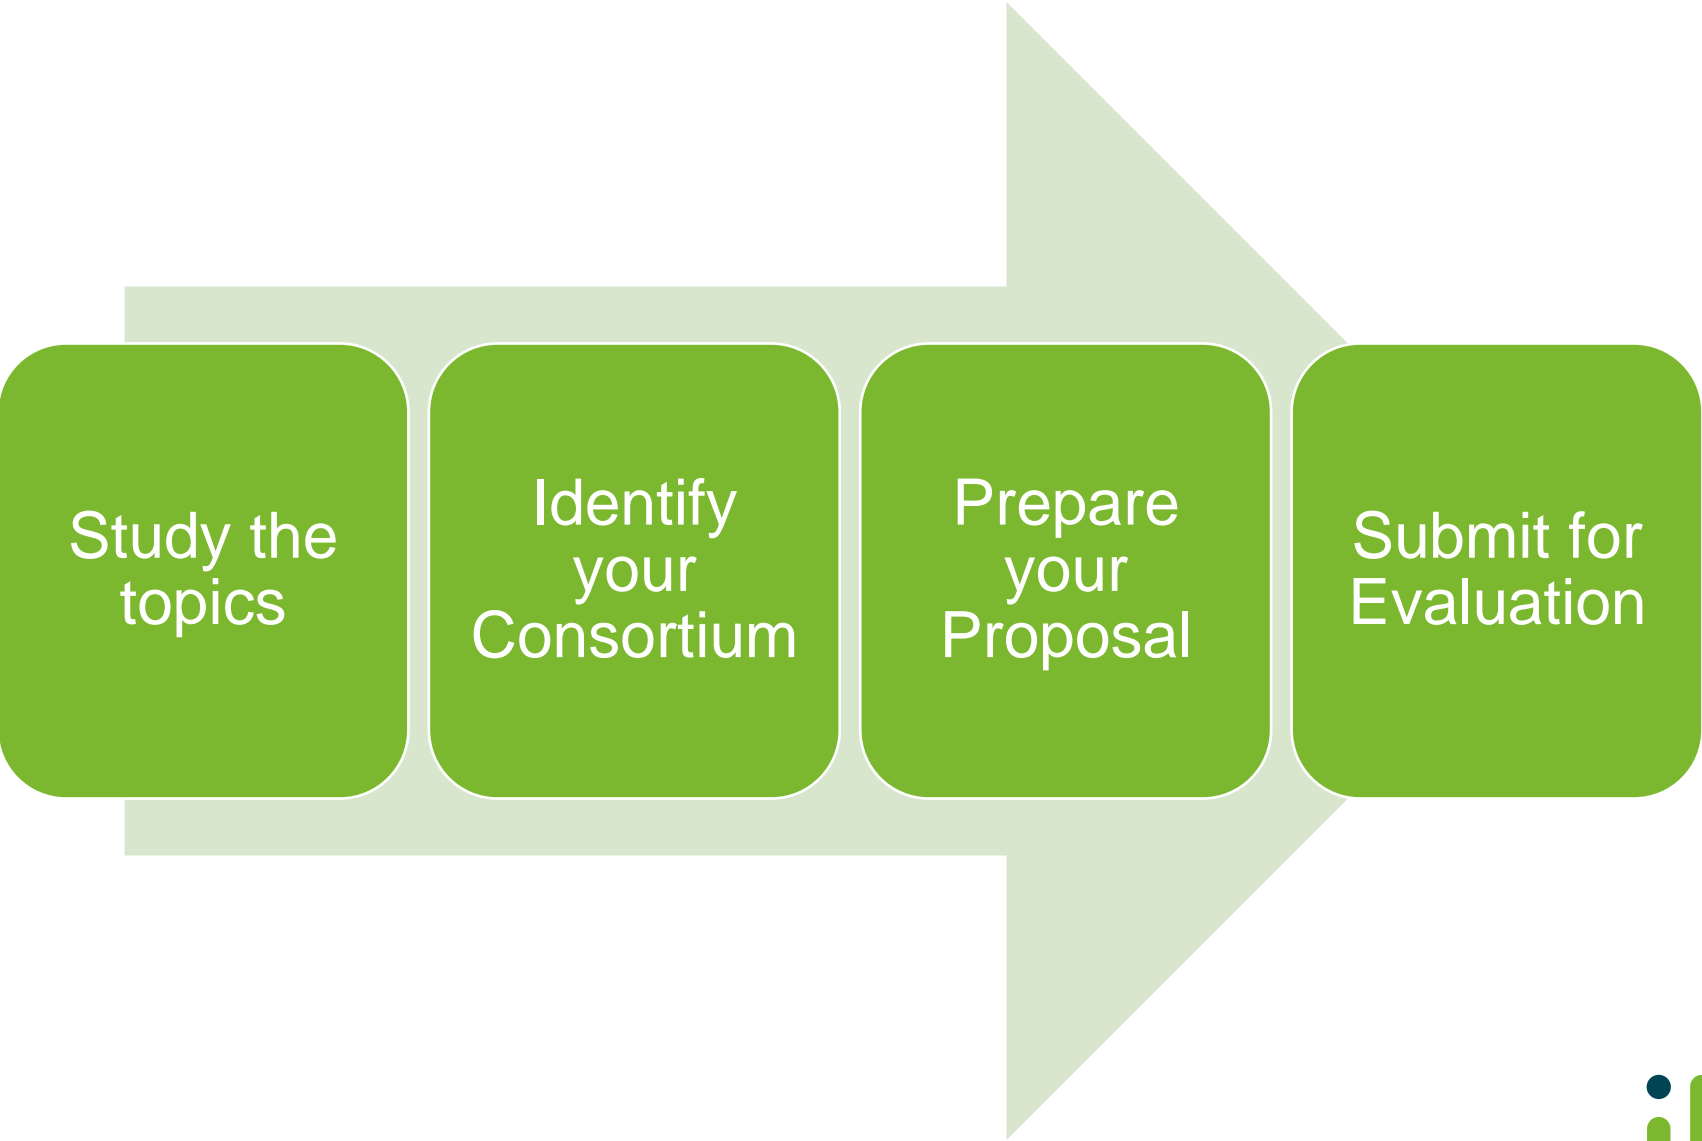 Study the
topics
Identify
your
Consortium
Prepare
your
Proposal
Submit for
Evaluation